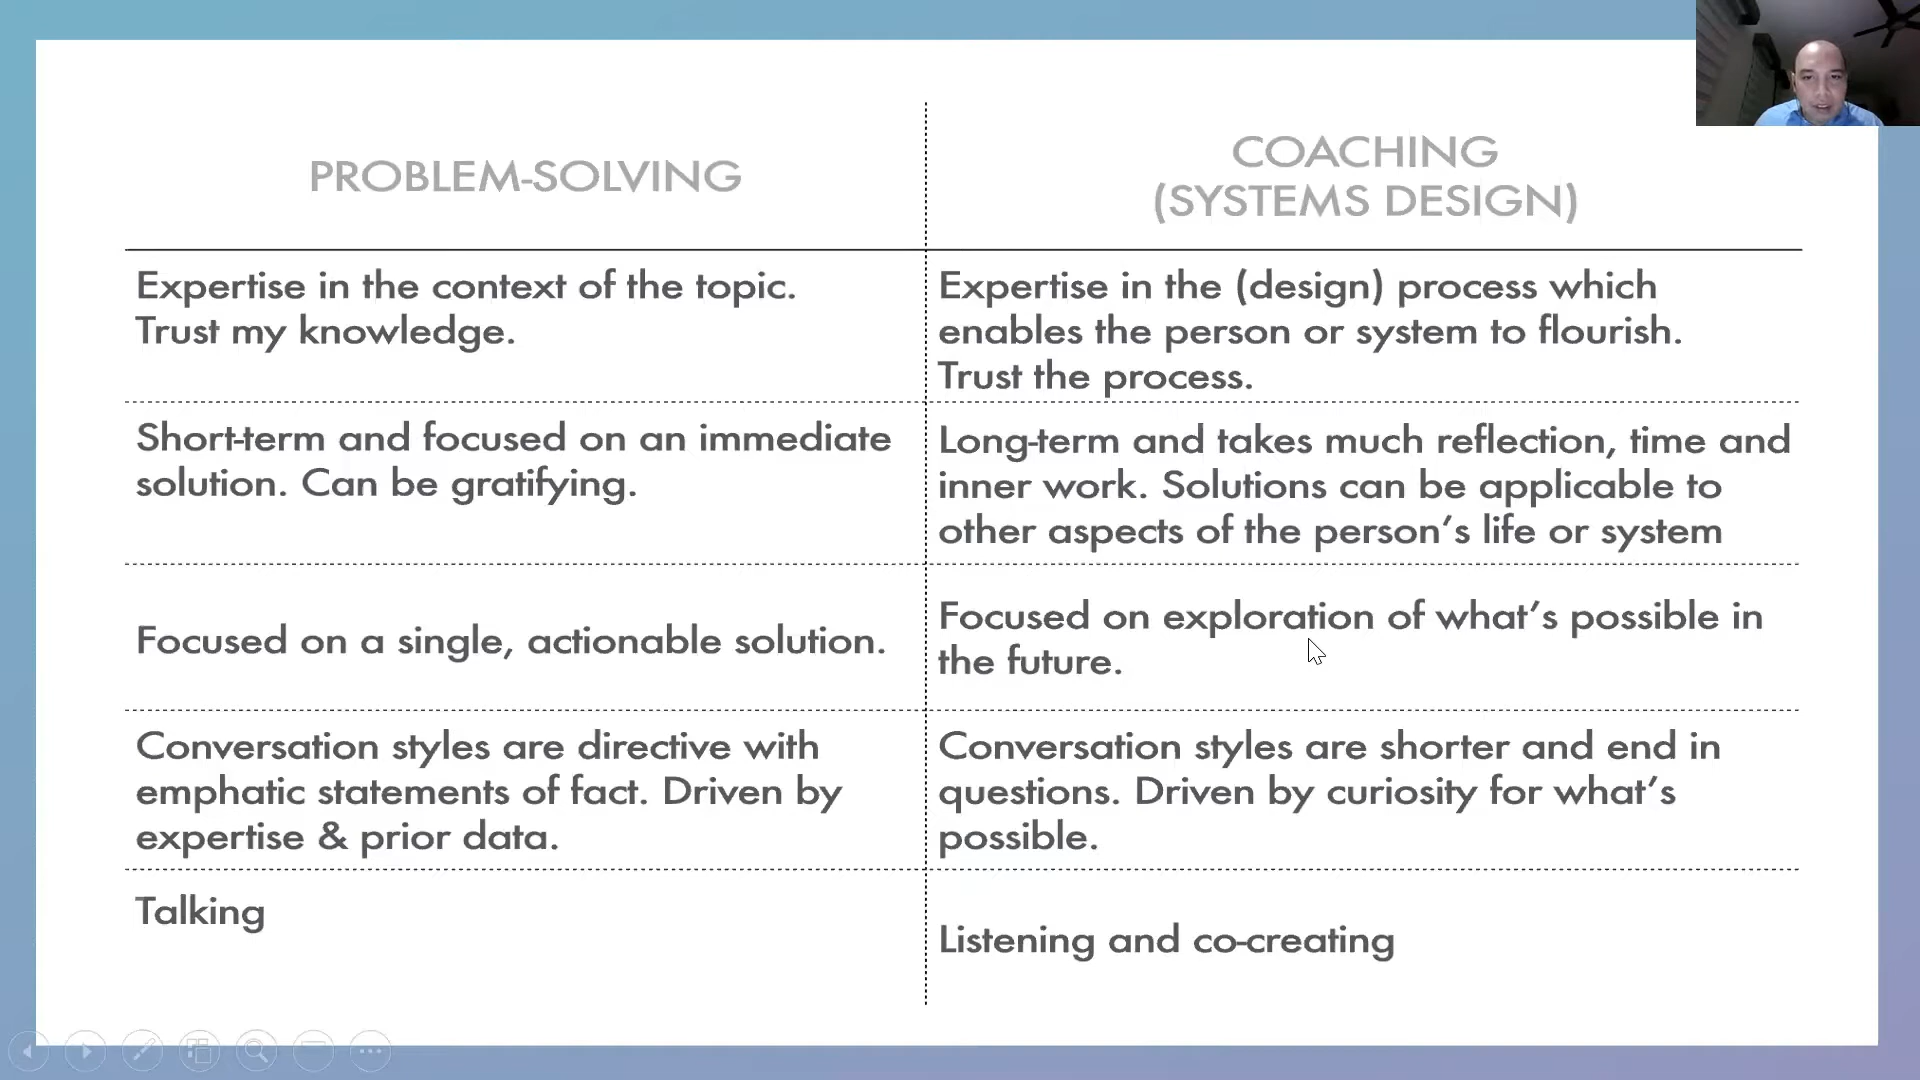 PROBLEM-SOLVING
COACHING
(SYSTEMS DESIGN)
Expertise in the context of the topic.
Trust my knowledge.
Expertise in the (design) process which
enables the person or system to flourish.
Trust the process.
Short-term and focused on an immediate
solution. Can be gratifying.
Long-term and takes much reflection, time and
inner work. Solutions can be applicable to
other aspects of the person's life or system
Focused on a single, actionable solution.
Focused on exploration of what's possible in
the future.
Conversation styles are directive with
emphatic statements of fact. Driven by
expertise & prior data.
Conversation styles are shorter and end in
questions. Driven by curiosity for what's
possible.
Talking
Listening and co-creating